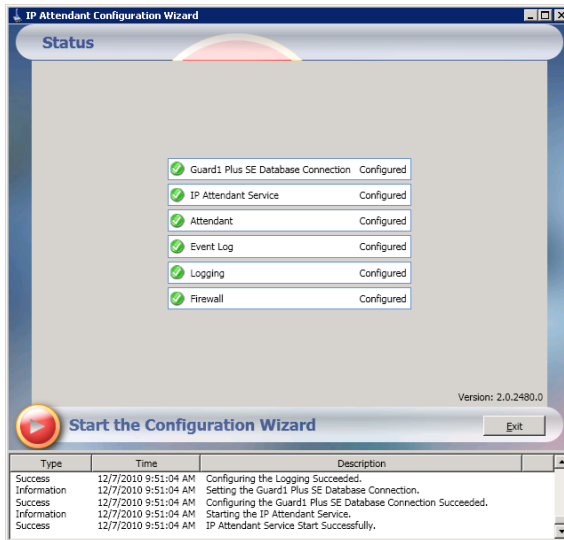 IP Attendant Configuration Wizard
Status
Guard1 Plus SE Database Connection Configured
IP Attendant Service Configured
Attendant Configured
Event Log Configured
Logging Configured
Firewall Configured
Version: 2.0.2480.0
Start the Configuration Wizard
Exit
Type Time Description
Success 12/7/2010 9:51:04 AM Configuring the Logging Succeeded.
Information 12/7/2010 9:51:04 AM Setting the Guard1 Plus SE Database Connection.
Success 12/7/2010 9:51:04 AM Configuring the Guard1 Plus SE Database Connection Succeeded.
Information 12/7/2010 9:51:04 AM Starting the IP Attendant Service.
Success 12/7/2010 9:51:04 AM IP Attendant Service Start Successfully.